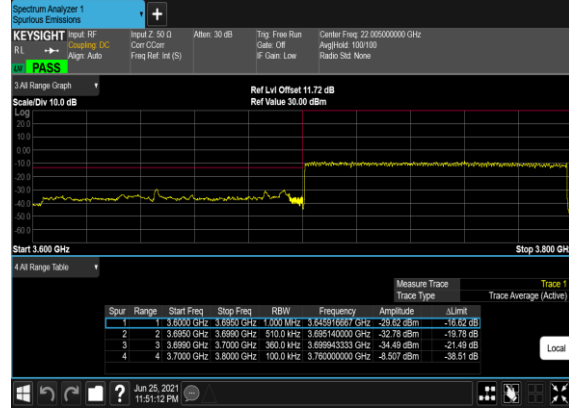 Spectrum Analyzer 1
Spurious Emissions
+
KEYSIGHT Input: RF Input Z: 50 Ω Atten: 30 dB Trig: Free Run Center Freq: 22.005000000 GHz
RL Coupling: DC Corr CCorr Gate: Off Avg|Hold: 100/100
Align: Auto Freq Ref: Int (S) IF Gain: Low Radio Std: None
PASS
3 All Range Graph
Ref Lvl Offset 11.72 dB
Scale/Div 10.0 dB Ref Value 30.00 dBm
Log
20.0
10.0
0.00
-10.0
-20.0
-30.0
-40.0
-50.0
-60.0
Start 3.600 GHz Stop 3.800 GH
4 All Range Table
Measure Trace Trace 1
Trace Type Trace Average (Active)
Spur Range Start Freq Stop Freq RBW Frequency Amplitude ΔLimit
1 1 3.6000 GHz 3.6950 GHz 1.000 MHz 3.645916667 GHz -29.62 dBm -16.62 dB
2 2 3.6950 GHz 3.6990 GHz 510.0 kHz 3.695140000 GHz -32.78 dBm -19.78 dB
3 3 3.6990 GHz 3.7000 GHz 360.0 kHz 3.699943333 GHz -34.49 dBm -21.49 dB
4 4 3.7000 GHz 3.8000 GHz 100.0 kHz 3.760000000 GHz -8.507 dBm -38.51 dB
Local
? Jun 25, 2021
11:51:12 PM